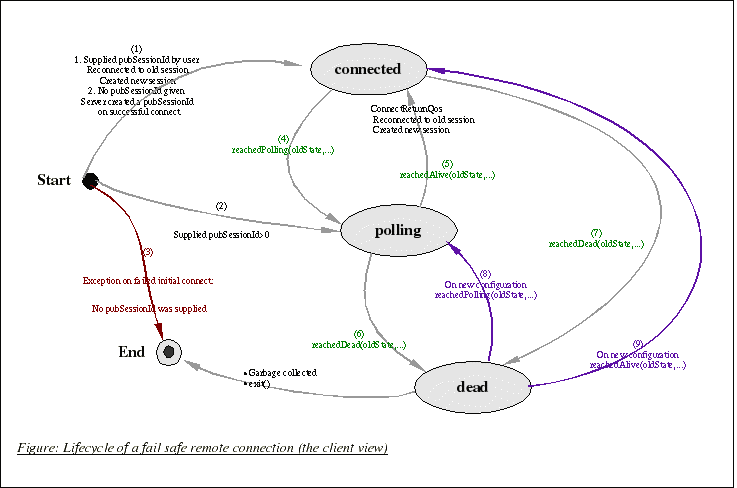 (1)
1. Supplied pubSessionId by user
Reconnected to old session
Created new session
2. No pubSessionId given
Server created a pubSessionId
on successful connect
connected
ConnectReturnQos
Reconnected to old session
Created new session
(4)
reachedPolling(oldState,...)
(5)
reachedAlive(oldState,...)
Start
(2)
Supplied pubSessionId>0
polling
(7)
reachedDead(oldState,...)
(3)
Exception on failed initial connect:
No pubSessionId was supplied
(8)
On new configuration
reachedPolling(oldState,...)
(6)
reachedDead(oldState,...)
End
(9)
On new configuration
reachedAlive(oldState,...)
• Garbage collected
• exit()
dead
Figure: Lifecycle of a fail safe remote connection (the client view)